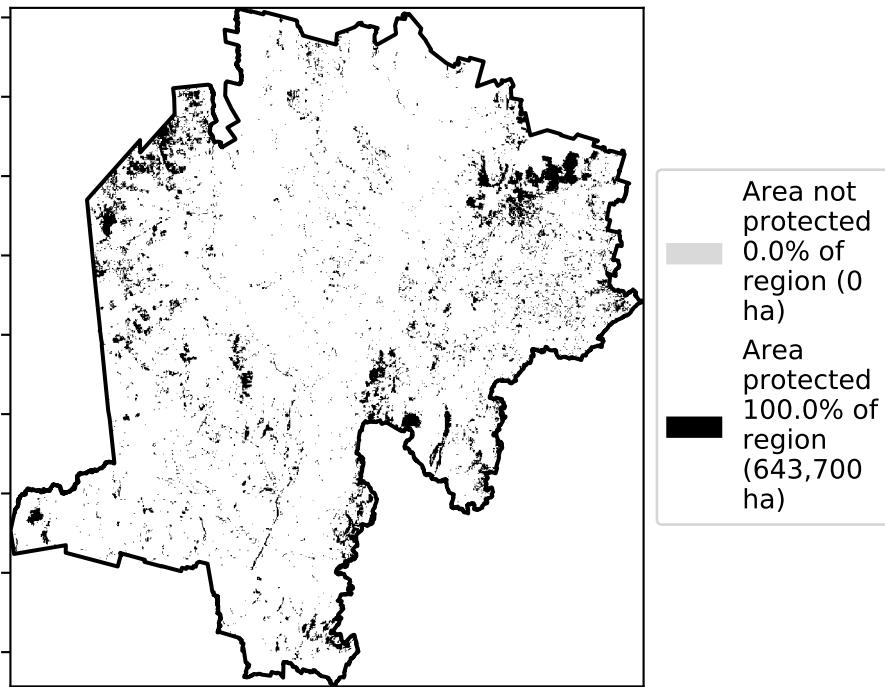 Area not
protected
0.0% of
region (0
ha)
Area
protected
100.0% of
region
(643,700
ha)